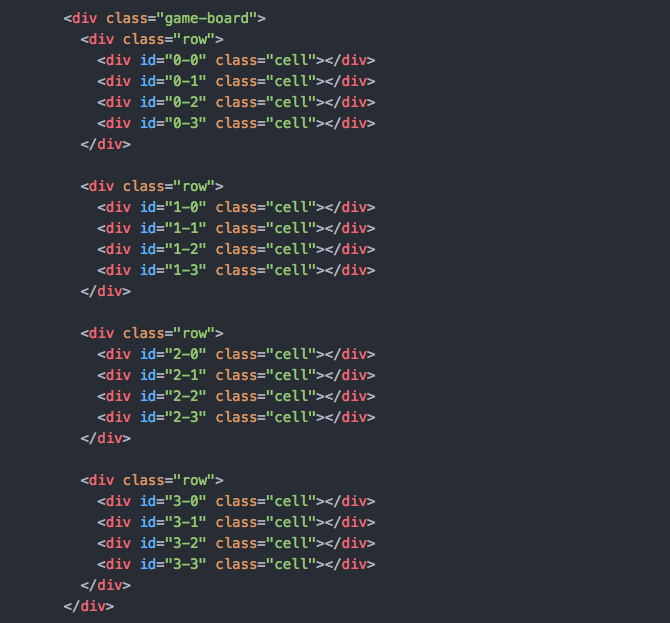 <div class="game-board">
<div class="row">
<div id="0-0" class="cell"></div>
<div id="0-1" class="cell"></div>
<div id="0-2" class="cell"></div>
<div id="0-3" class="cell"></div>
</div>
<div class="row">
<div id="1-0" class="cell"></div>
<div id="1-1" class="cell"></div>
<div id="1-2" class="cell"></div>
<div id="1-3" class="cell"></div>
</div>
<div class="row">
<div id="2-0" class="cell"></div>
<div id="2-1" class="cell"></div>
<div id="2-2" class="cell"></div>
<div id="2-3" class="cell"></div>
</div>
<div class="row">
<div id="3-0" class="cell"></div>
<div id="3-1" class="cell"></div>
<div id="3-2" class="cell"></div>
<div id="3-3" class="cell"></div>
</div>
</div>